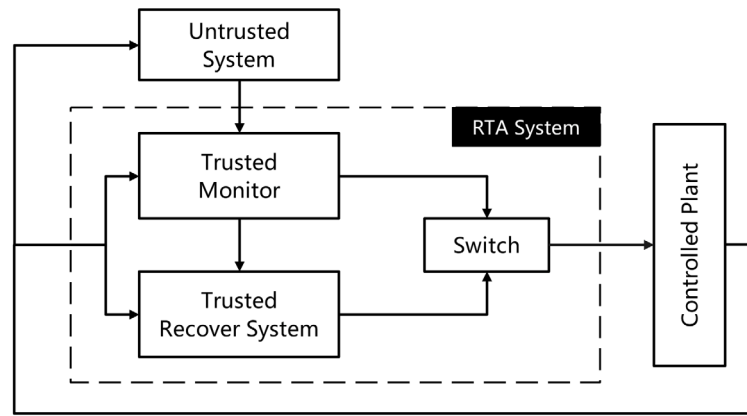 Untrusted
System
RTA System
Trusted
Monitor
Switch
Controlled Plant
Trusted
Recover System